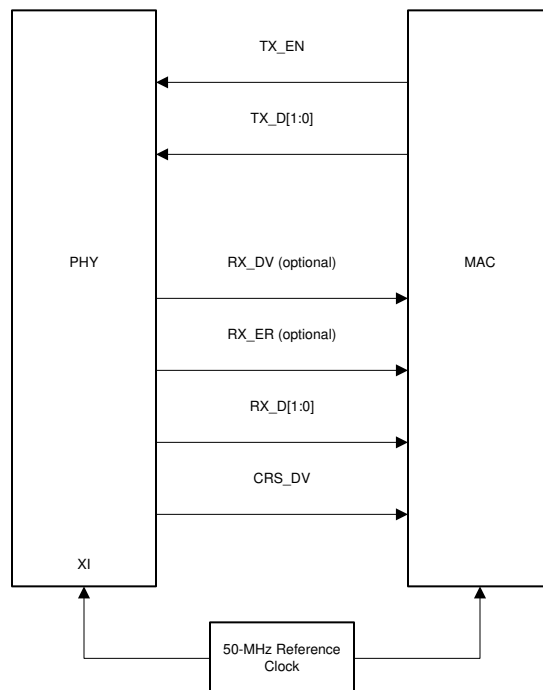 TX_EN
TX_D[1:0]
PHY
RX_DV (optional)
MAC
RX_ER (optional)
RX_D[1:0]
CRS_DV
XI
50-MHz Reference
Clock